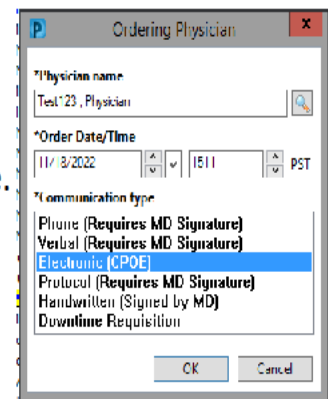 P Ordering Physician x
*Physician name
Test123 , Physician
*Order Date/Time
11/18/2022 1511 PST
*Communication type
Phone (Requires MD Signature)
Verbal (Requires MD Signature)
Electronic (CPOE)
Protocol (Requires MD Signature)
Handwritten (Signed by MD)
Downtime Requisition
OK Cancel